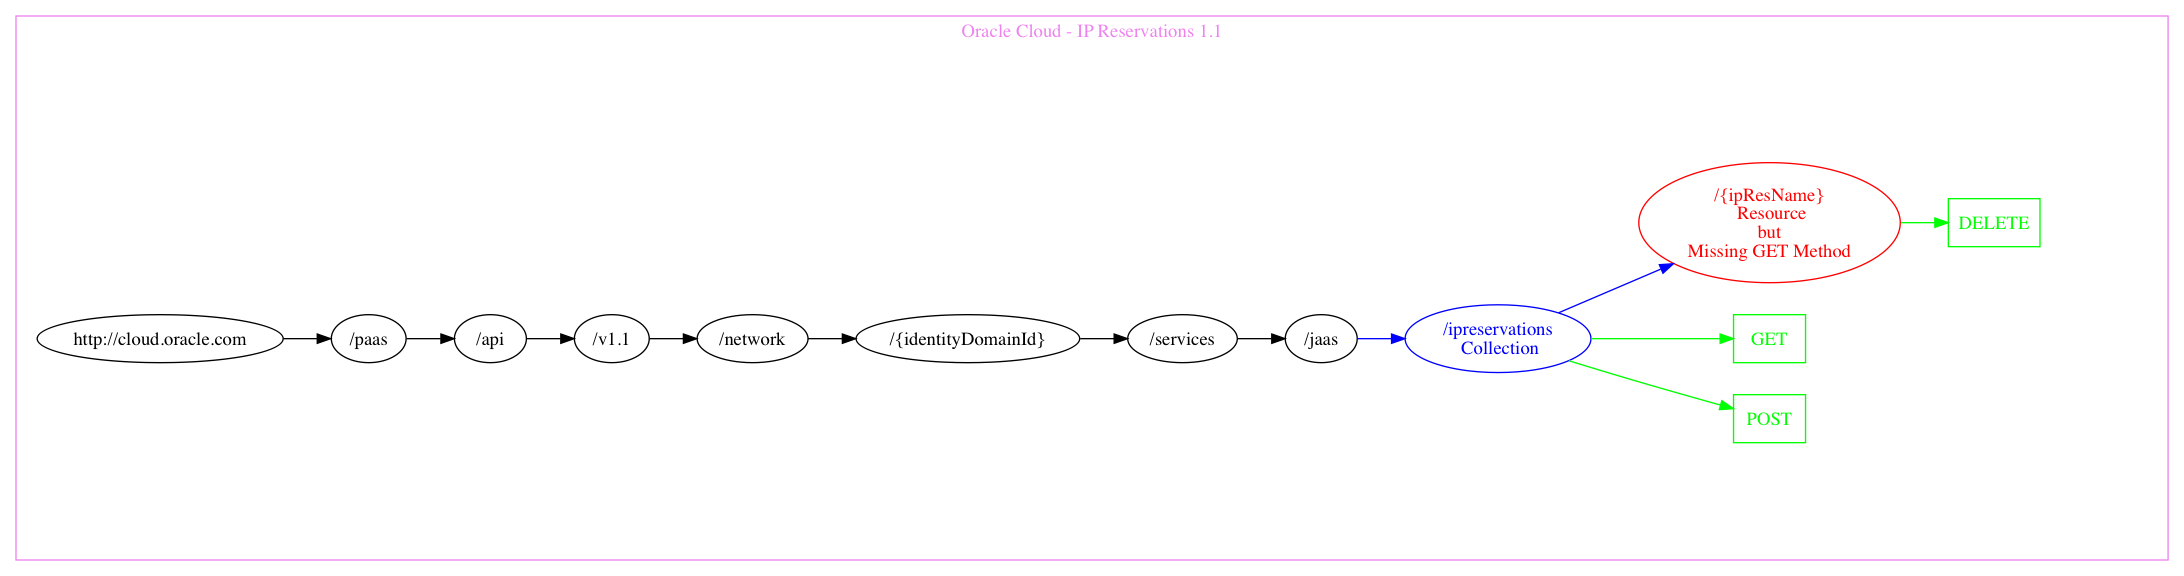 Oracle Cloud - IP Reservations 1.1
http://cloud.oracle.com
/paas
/api
/v1.1
/network
/{identityDomainId}
/services
/jaas
/ipreservations
Collection
/{ipResName}
Resource
but
Missing GET Method
DELETE
GET
POST